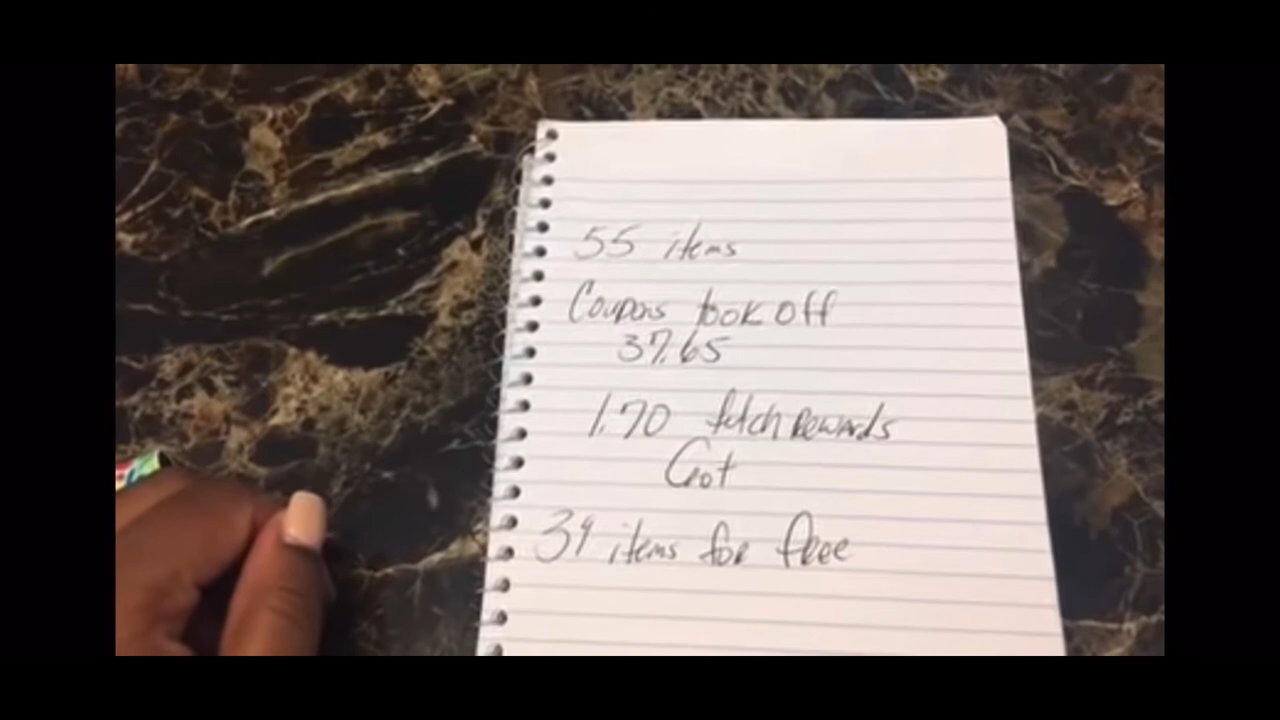 55 items
Coupons took off
37.65
1.70 fetch Rewards
Got
39 items for free